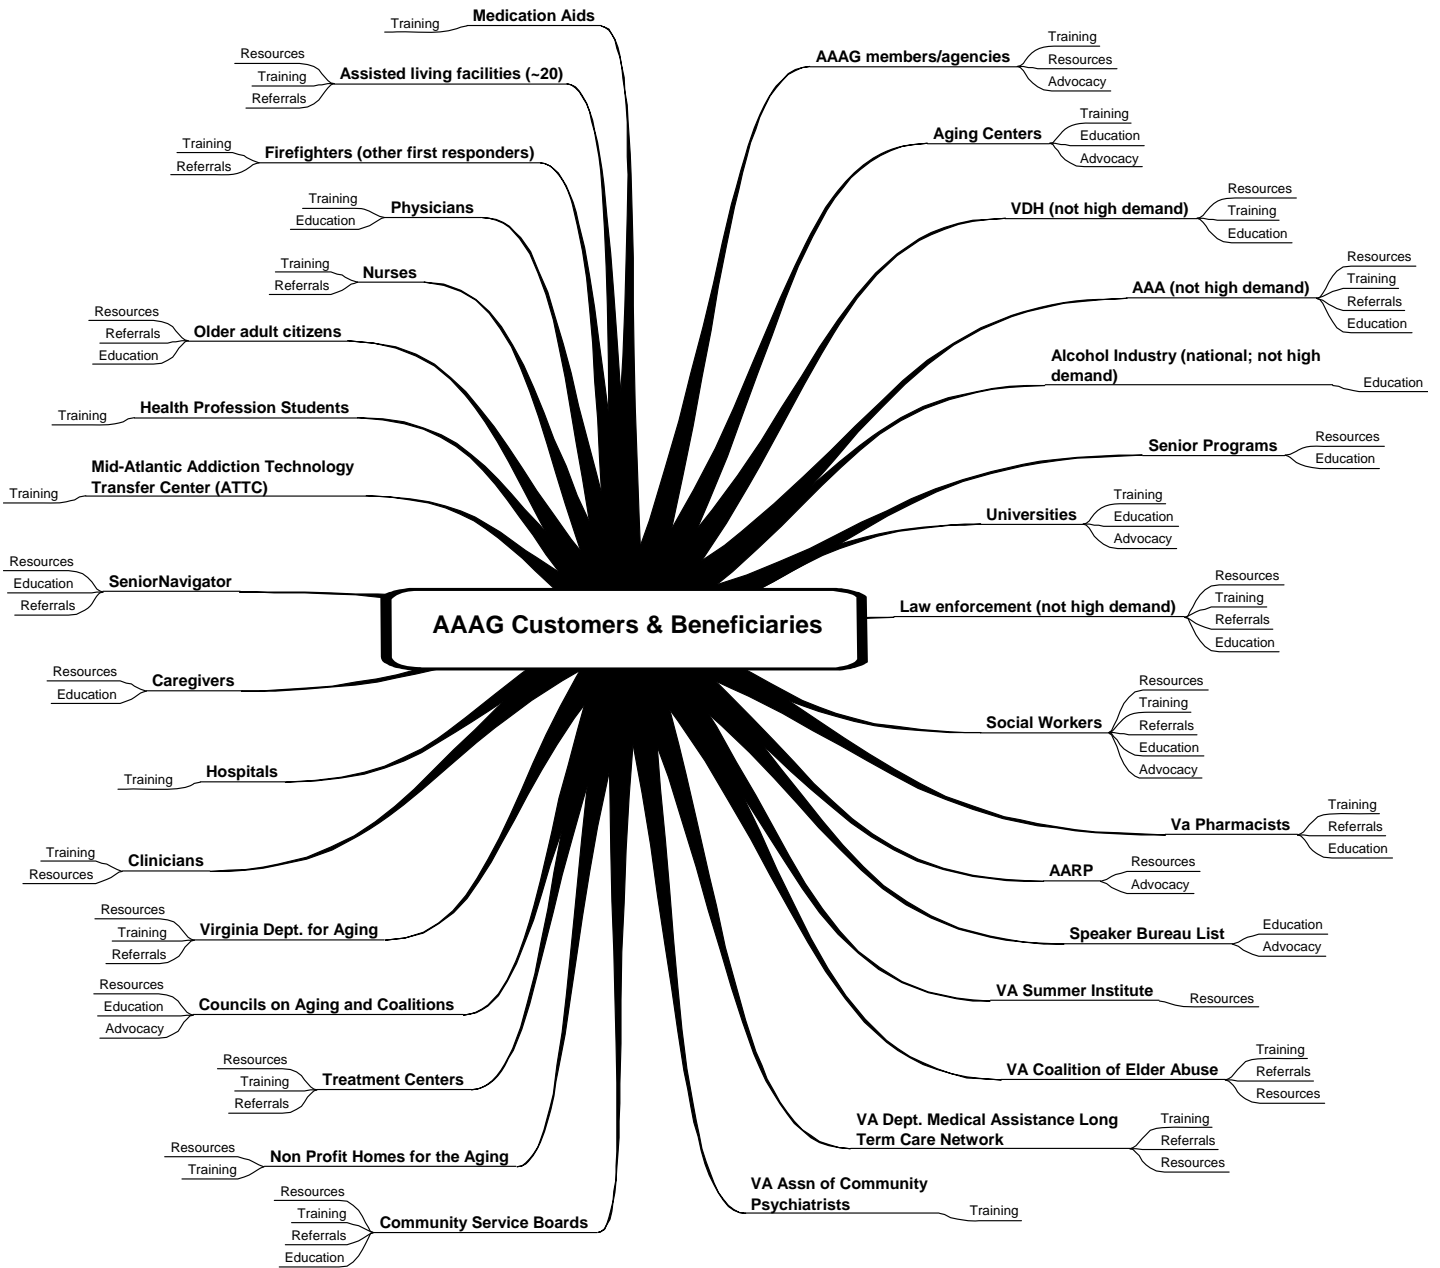 AAAG Customers & Beneficiaries
AAAG members/agencies
Training
Resources
Advocacy
Aging Centers
Training
Education
Advocacy
VDH (not high demand)
Resources
Training
Education
AAA (not high demand)
Resources
Training
Referrals
Education
Alcohol Industry (national; not high
demand)
Education
Senior Programs
Resources
Education
Universities
Training
Education
Advocacy
Law enforcement (not high demand)
Resources
Training
Referrals
Education
Social Workers
Resources
Training
Referrals
Education
Advocacy
Va Pharmacists
Training
Referrals
Education
AARP
Resources
Advocacy
Speaker Bureau List
Education
Advocacy
VA Summer Institute
Resources
VA Coalition of Elder Abuse
Training
Referrals
Resources
VA Dept. Medical Assistance Long
Term Care Network
Training
Referrals
Resources
VA Assn of Community
Psychiatrists
Training
Medication Aids
Training
Assisted living facilities (~20)
Resources
Training
Referrals
Firefighters (other first responders)
Training
Referrals
Physicians
Training
Education
Nurses
Training
Referrals
Older adult citizens
Resources
Referrals
Education
Health Profession Students
Training
Mid-Atlantic Addiction Technology
Transfer Center (ATTC)
Training
SeniorNavigator
Resources
Education
Referrals
Caregivers
Resources
Education
Hospitals
Training
Clinicians
Training
Resources
Virginia Dept. for Aging
Resources
Training
Referrals
Councils on Aging and Coalitions
Resources
Education
Advocacy
Treatment Centers
Resources
Training
Referrals
Non Profit Homes for the Aging
Resources
Training
Community Service Boards
Resources
Training
Referrals
Education